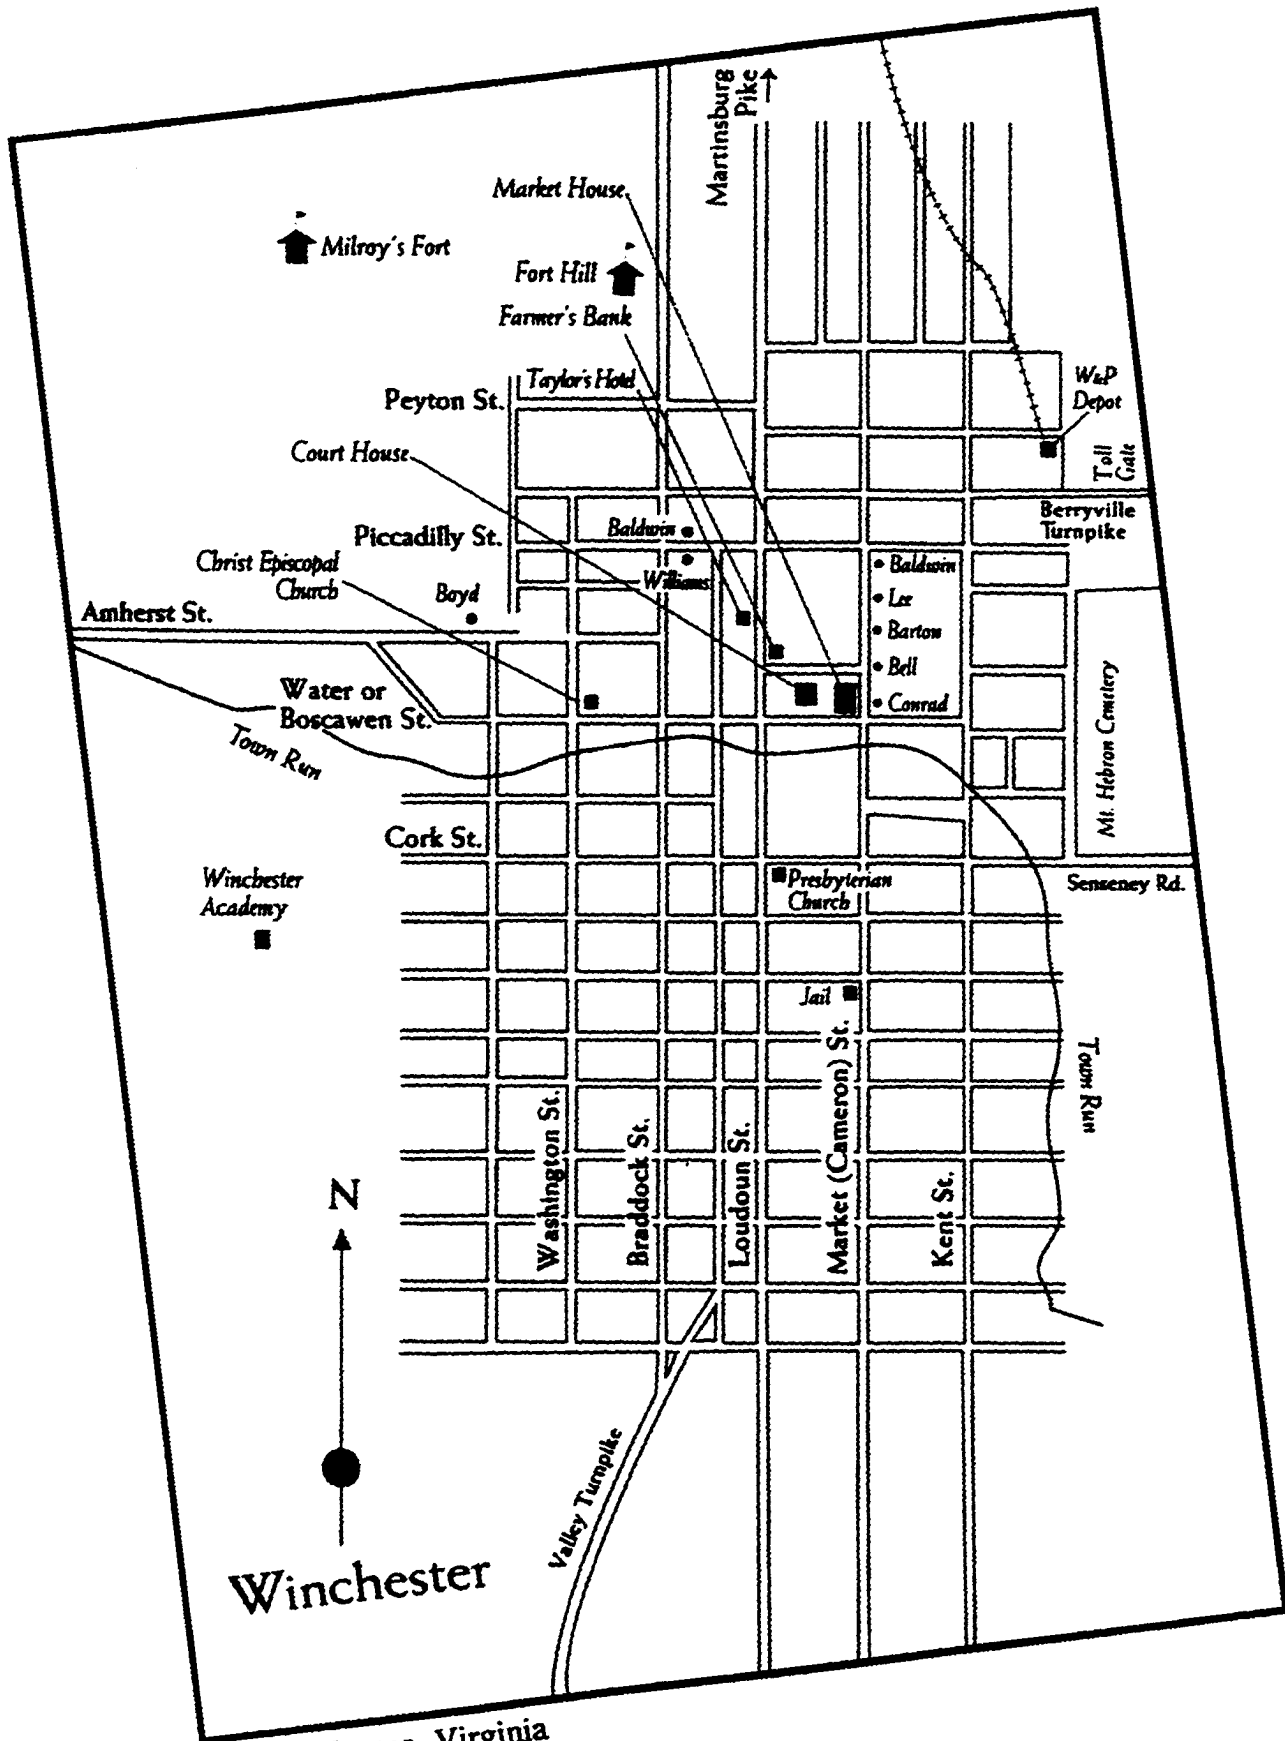 Martinsburg
Pike
Market House
Milroy's Fort
Fort Hill
Farmer's Bank
Taylor's Hotel
Peyton St.
W&P
Depot
Court House
Toll
Gate
Berryville
Turnpike
Piccadilly St.
Baldwin
Williams
Christ Episcopal
Church
Boyd
Baldwin
Lee
Barton
Bell
Conrad
Amherst St.
Water or
Boscawen St.
Town Run
Mt. Hebron Cemetery
Cork St.
Winchester
Academy
Presbyterian
Church
Senseney Rd.
Jail
Town Run
Washington St.
Braddock St.
Loudoun St.
Market (Cameron) St.
Kent St.
N
Valley Turnpike
Winchester
Virginia